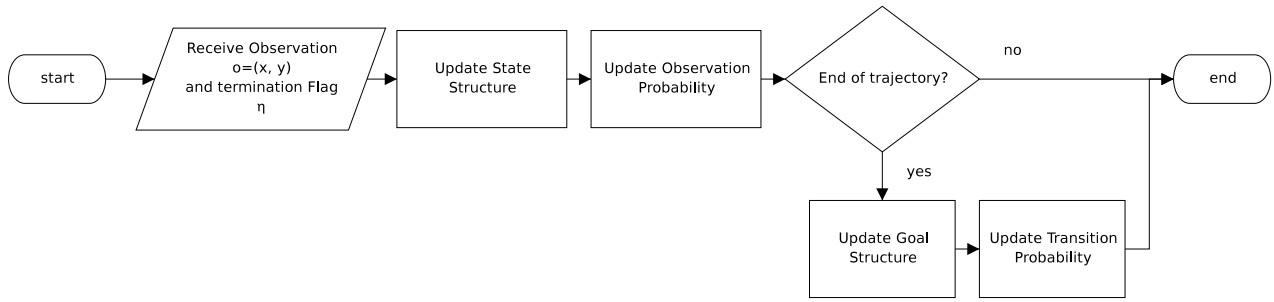 start
Receive Observation
o=(x, y)
and termination Flag
η
Update State
Structure
Update Observation
Probability
End of trajectory?
no
end
yes
Update Goal
Structure
Update Transition
Probability